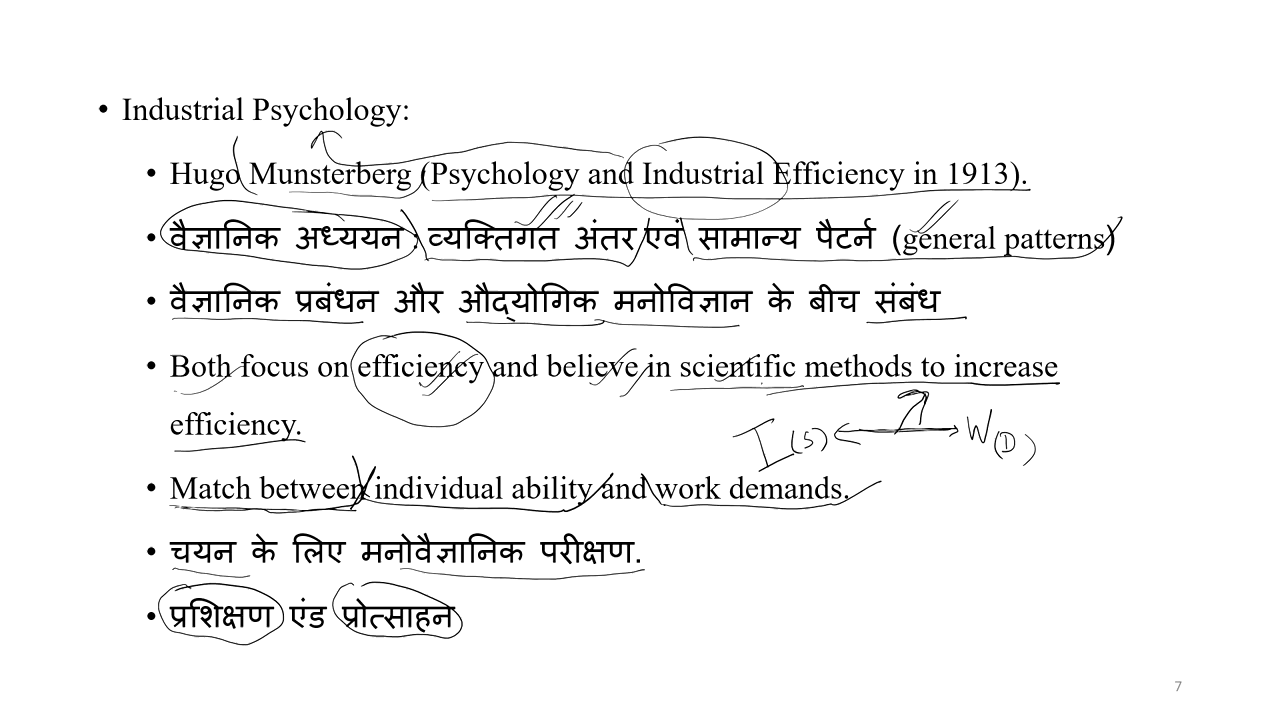 • Industrial Psychology:
• Hugo Munsterberg (Psychology and Industrial Efficiency in 1913).
• वैज्ञानिक अध्ययन : व्यक्तिगत अंतर एवं सामान्य पैटर्न (general patterns)
• वैज्ञानिक प्रबंधन और औद्योगिक मनोविज्ञान के बीच संबंध
• Both focus on efficiency and believe in scientific methods to increase
efficiency.
I(S) ↔ W(D)
• Match between individual ability and work demands.
• चयन के लिए मनोवैज्ञानिक परीक्षण.
• प्रशिक्षण एंड प्रोत्साहन
7